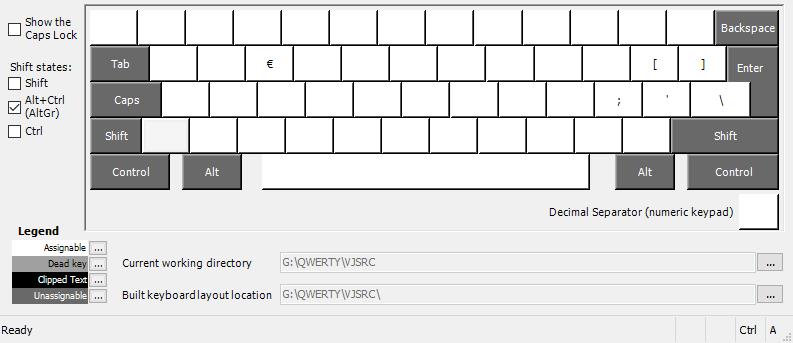 Show the
Caps Lock
Backspace
Shift states:
Tab € [ ] Enter
Shift
Alt+Ctrl
(AltGr)
Caps ; ' \
Ctrl
Shift Shift
Control Alt Alt Control
Decimal Separator (numeric keypad)
Legend
Assignable ...
Dead key ...
Clipped Text ...
Unassignable ...
Current working directory G:\QWERTY\VJSRC ...
Built keyboard layout location G:\QWERTY\VJSRC\ ...
Ready Ctrl A